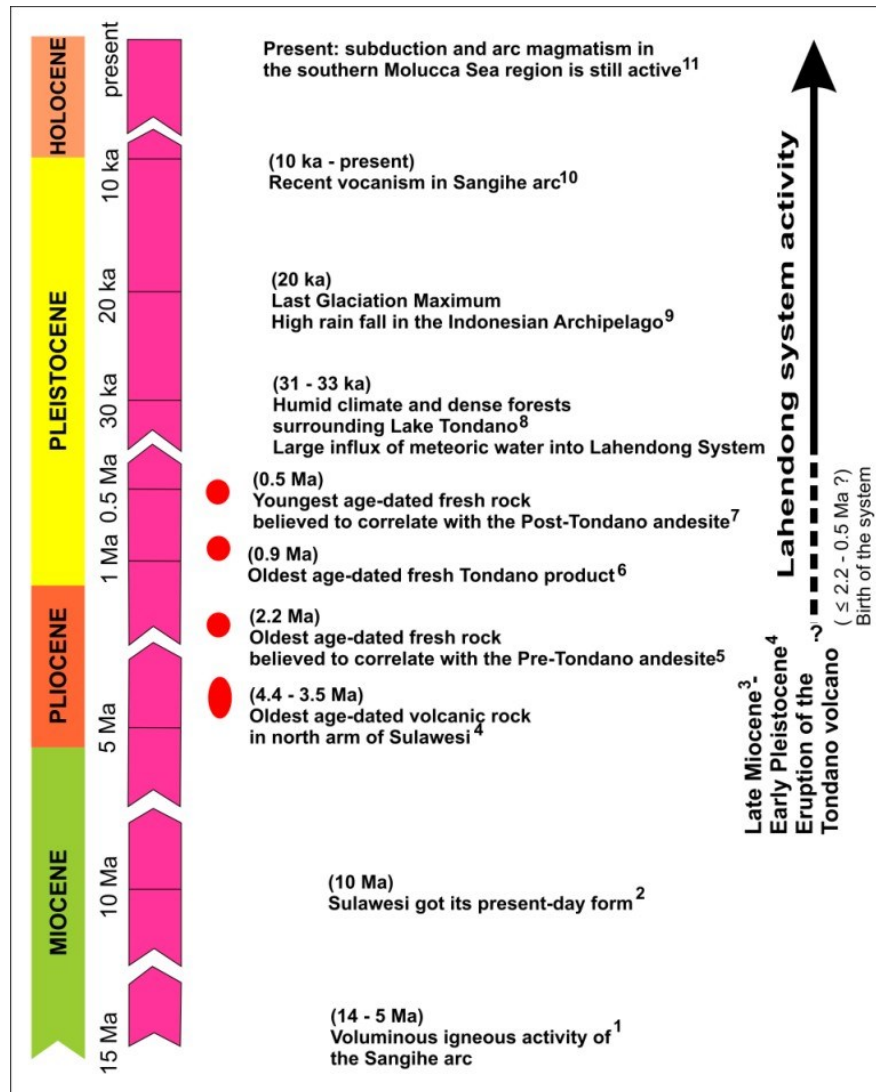 HOLOCENE
PLEISTOCENE
PLIOCENE
MIOCENE
present
10 ka
20 ka
30 ka
0.5 Ma
1 Ma
5 Ma
10 Ma
15 Ma
Present: subduction and arc magmatism in
the southern Molucca Sea region is still active11
(10 ka - present)
Recent vocanism in Sangihe arc10
(20 ka)
Last Glaciation Maximum
High rain fall in the Indonesian Archipelago9
(31 - 33 ka)
Humid climate and dense forests
surrounding Lake Tondano8
Large influx of meteoric water into Lahendong System
(0.5 Ma)
Youngest age-dated fresh rock
believed to correlate with the Post-Tondano andesite7
(0.9 Ma)
Oldest age-dated fresh Tondano product6
(2.2 Ma)
Oldest age-dated fresh rock
believed to correlate with the Pre-Tondano andesite5
(4.4 - 3.5 Ma)
Oldest age-dated volcanic rock
in north arm of Sulawesi4
(10 Ma)
Sulawesi got its present-day form2
(14 - 5 Ma)
Voluminous igneous activity of1
the Sangihe arc
Lahendong system activity
( ≤ 2.2 - 0.5 Ma ?)
Birth of the system
?
Late Miocene3-
Early Pleistocene4
Eruption of the
Tondano volcano